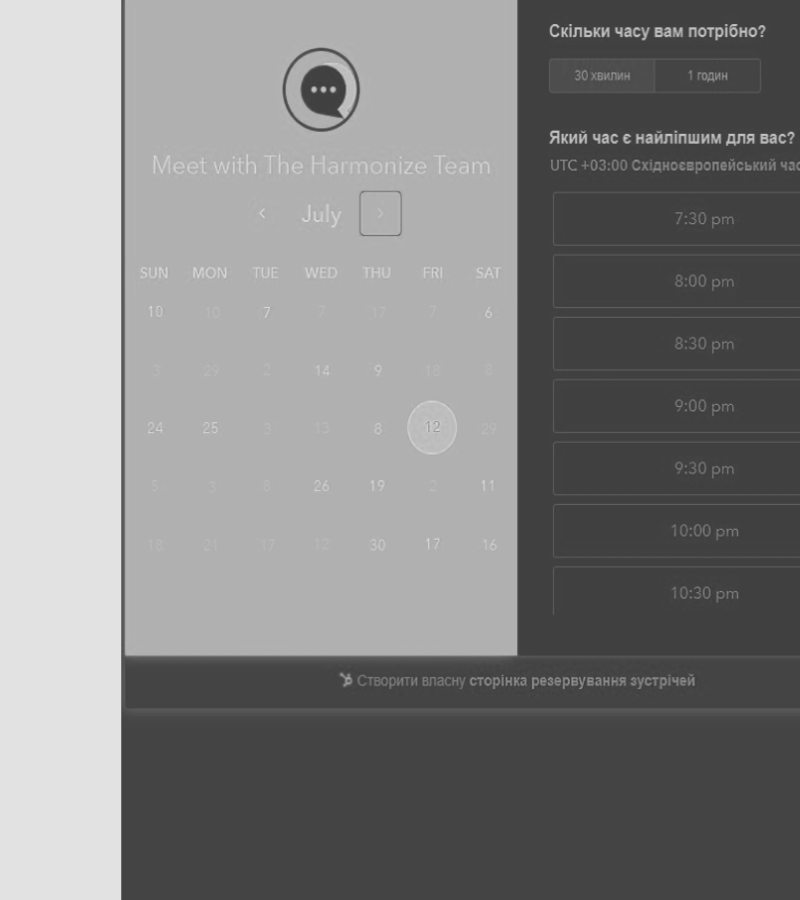 Meet with The Harmonize Team
July
SUN MON TUE WED THU FRI SAT
10 10 7 7 17 7 6
3 29 2 14 9 18 8
24 25 3 13 8 12 29
5 3 8 26 19 2 11
18 21 17 12 30 17 16
Скільки часу вам потрібно?
30 хвилин 1 годин
Який час є найліпшим для вас?
UTC +03:00 Східноєвропейський час
7:30 pm
8:00 pm
8:30 pm
9:00 pm
9:30 pm
10:00 pm
10:30 pm
Створити власну сторінка резервування зустрічей